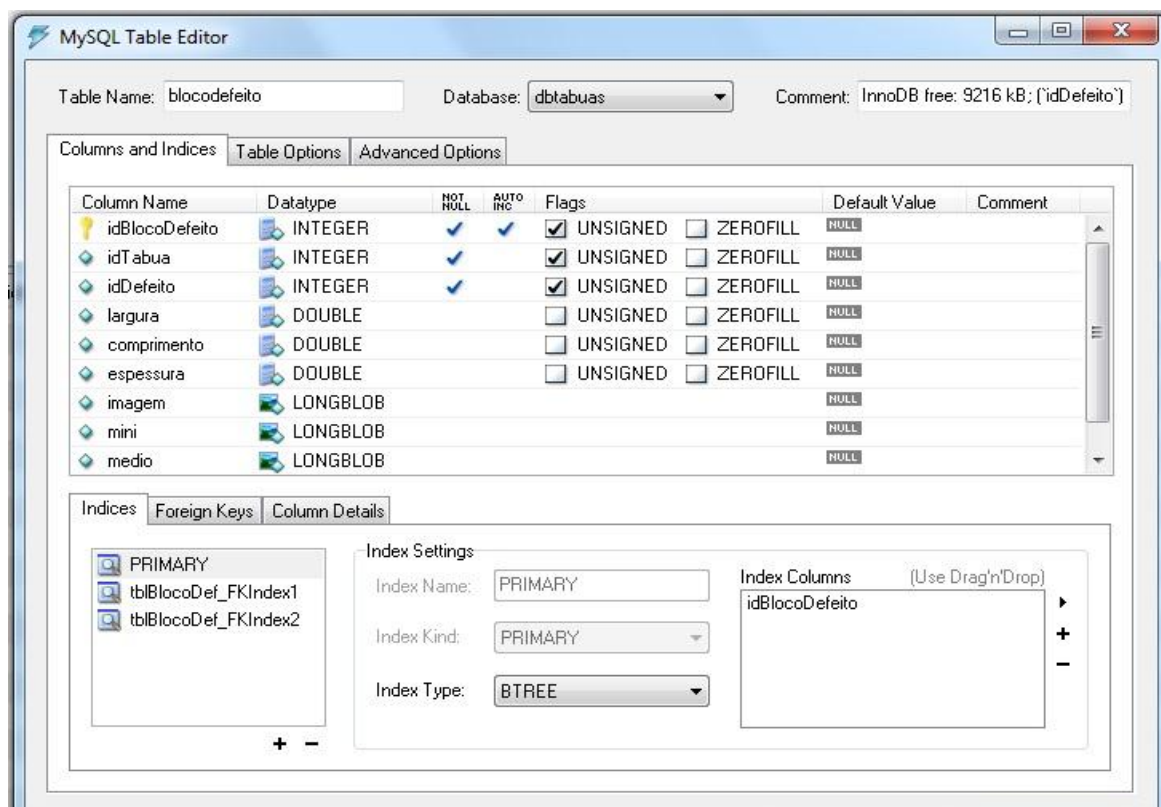 MySQL Table Editor
Table Name: blocodefeito Database: dbtabuas Comment: InnoDB free: 9216 kB; (`idDefeito`)
Columns and Indices Table Options Advanced Options
Column Name Datatype NOT NULL AUTO INC Flags Default Value Comment
idBlocoDefeito INTEGER UNSIGNED ZEROFILL NULL
idTabua INTEGER UNSIGNED ZEROFILL NULL
idDefeito INTEGER UNSIGNED ZEROFILL NULL
largura DOUBLE UNSIGNED ZEROFILL NULL
comprimento DOUBLE UNSIGNED ZEROFILL NULL
espessura DOUBLE UNSIGNED ZEROFILL NULL
imagem LONGBLOB NULL
mini LONGBLOB NULL
medio LONGBLOB NULL
Indices Foreign Keys Column Details
PRIMARY
tblBlocoDef_FKIndex1
tblBlocoDef_FKIndex2
Index Settings
Index Name: PRIMARY
Index Kind: PRIMARY
Index Type: BTREE
Index Columns (Use Drag'n'Drop)
idBlocoDefeito